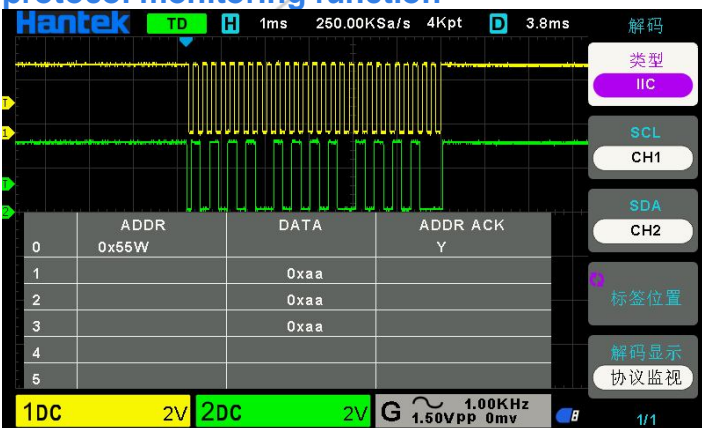 protocol monitoring function
Hantek TD H 1ms 250.00KSa/s 4Kpt D 3.8ms 解码
类型
IIC
SCL
CH1
SDA
CH2
标签位置
解码显示
协议监视
1/1
T
1
T
2
ADDR DATA ADDR ACK
0 0x55W Y
1 0xaa
2 0xaa
3 0xaa
4
5
1DC 2V 2DC 2V G 1.00KHz
1.50Vpp 0mv